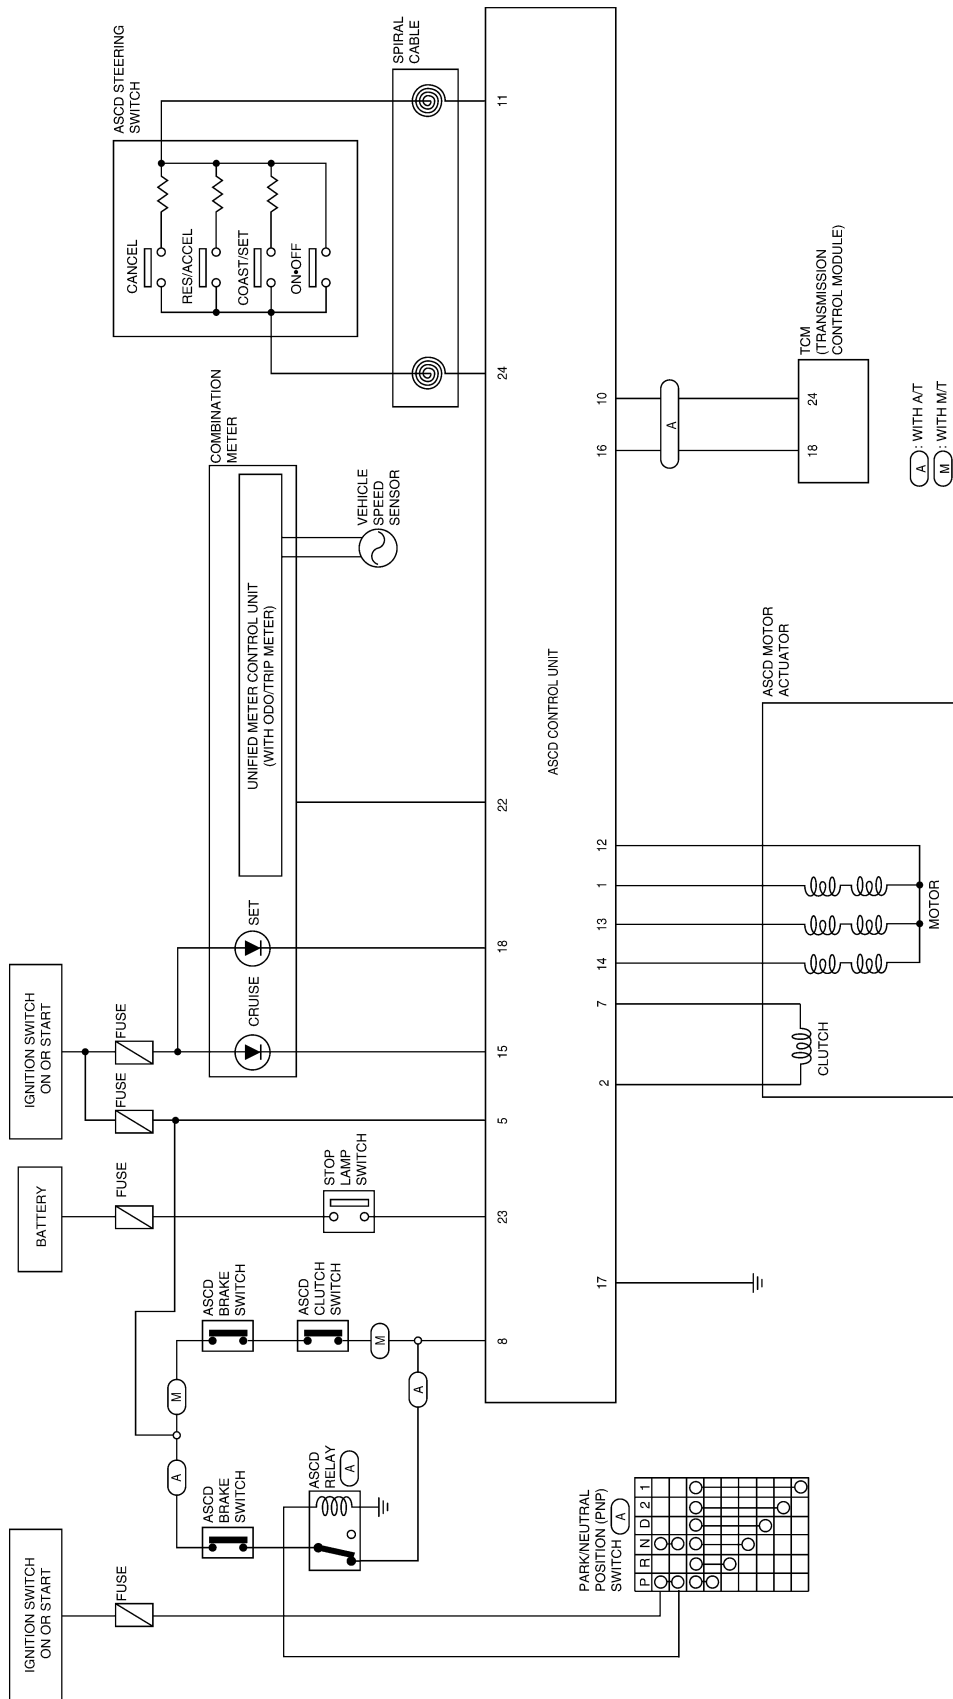 IGNITION SWITCH
ON OR START
FUSE
PARK/NEUTRAL
POSITION (PNP)
SWITCH A
P R N D 2 1
A
ASCD
BRAKE
SWITCH
ASCD
RELAY
A
M
ASCD
BRAKE
SWITCH
ASCD
CLUTCH
SWITCH
M
A
8
17
BATTERY
FUSE
STOP
LAMP
SWITCH
23
IGNITION SWITCH
ON OR START
FUSE
FUSE
5
15
18
CRUISE
SET
COMBINATION
METER
UNIFIED METER CONTROL UNIT
(WITH ODO/TRIP METER)
VEHICLE
SPEED
SENSOR
22
ASCD STEERING
SWITCH
CANCEL
RES/ACCEL
COAST/SET
ON•OFF
SPIRAL
CABLE
24
11
ASCD CONTROL UNIT
2
7
14
13
1
12
CLUTCH
MOTOR
ASCD MOTOR
ACTUATOR
16
10
A
18
24
TCM
(TRANSMISSION
CONTROL MODULE)
A : WITH A/T
M : WITH M/T